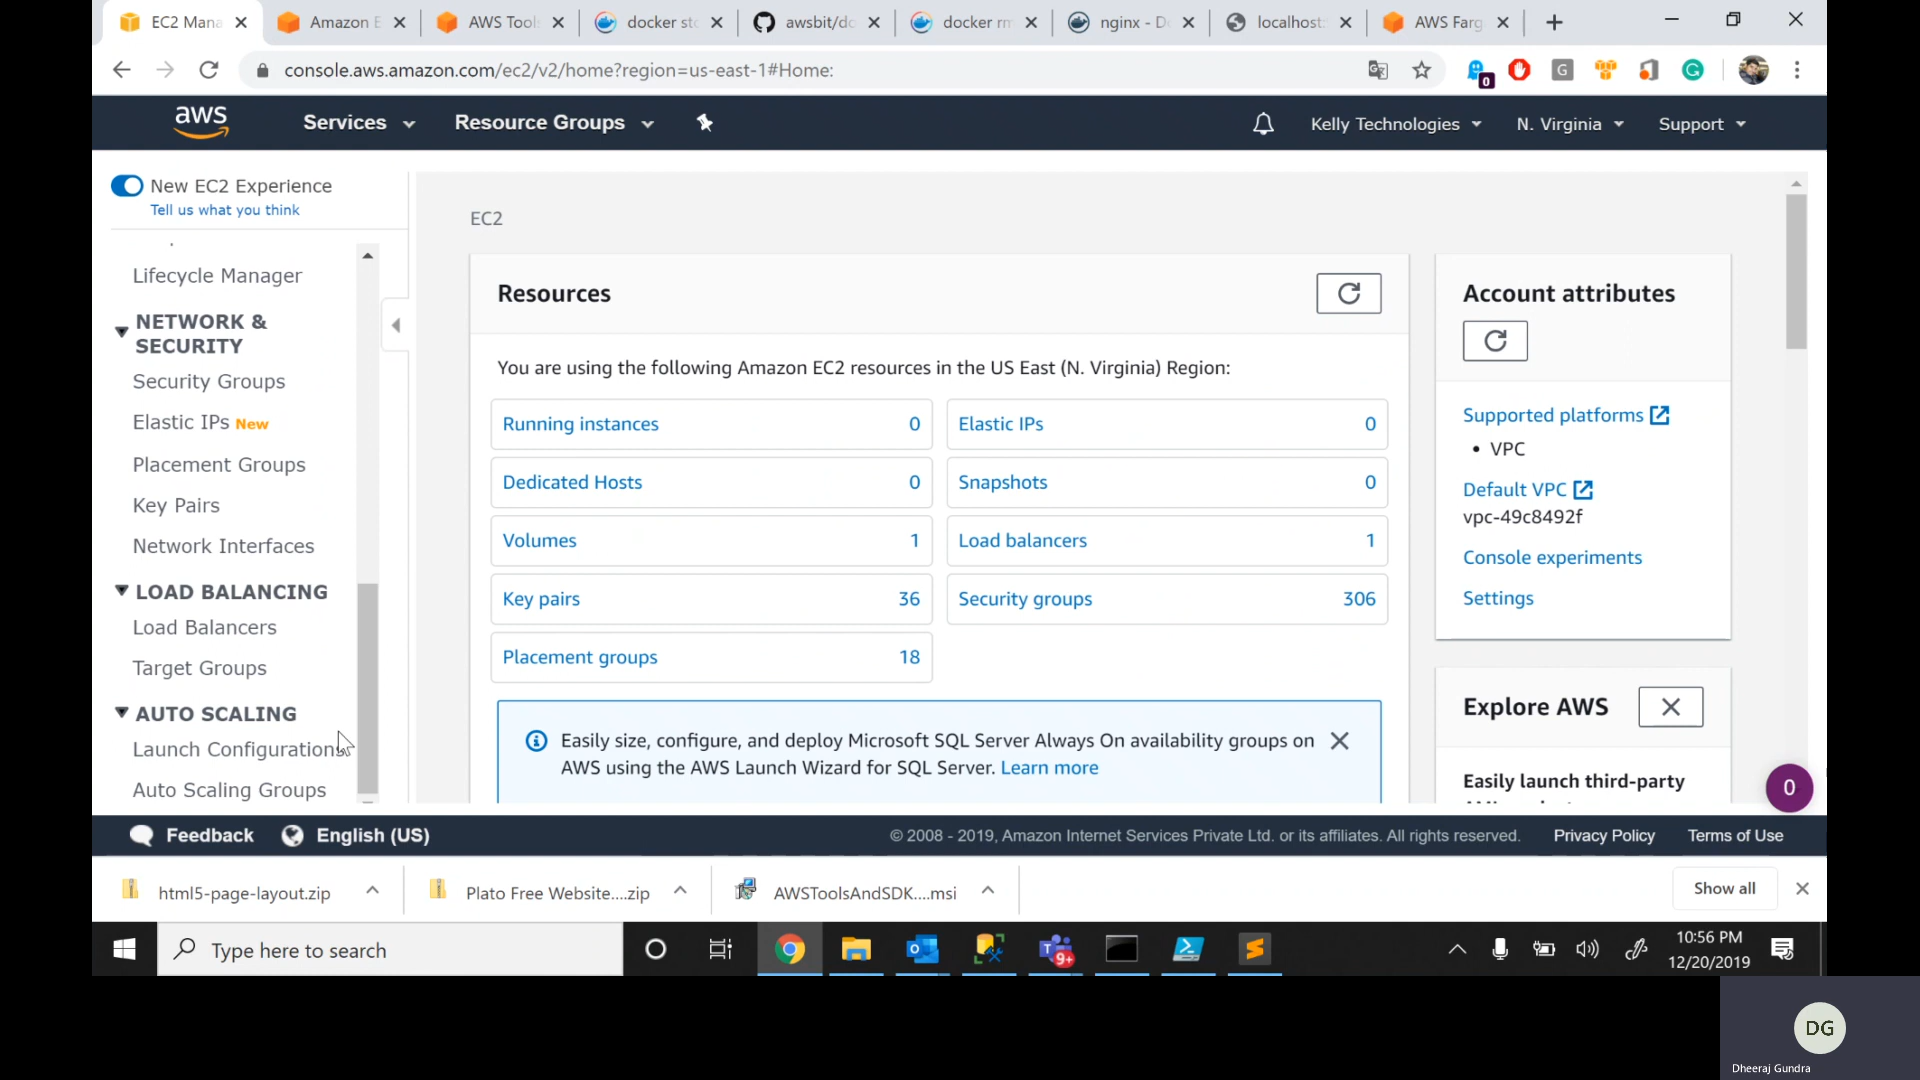 EC2 Mana
Amazon E
AWS Tool
docker sto
awsbit/do
docker rm
nginx - Do
localhost:
AWS Farg
console.aws.amazon.com/ec2/v2/home?region=us-east-1#Home:
0
aws
Services
Resource Groups
Kelly Technologies
N. Virginia
Support
New EC2 Experience
Tell us what you think
Lifecycle Manager
NETWORK &
SECURITY
Security Groups
Elastic IPs New
Placement Groups
Key Pairs
Network Interfaces
LOAD BALANCING
Load Balancers
Target Groups
AUTO SCALING
Launch Configurations
Auto Scaling Groups
EC2
Resources
You are using the following Amazon EC2 resources in the US East (N. Virginia) Region:
Running instances 0
Elastic IPs 0
Dedicated Hosts 0
Snapshots 0
Volumes 1
Load balancers 1
Key pairs 36
Security groups 306
Placement groups 18
Easily size, configure, and deploy Microsoft SQL Server Always On availability groups on
AWS using the AWS Launch Wizard for SQL Server. Learn more
Account attributes
Supported platforms
• VPC
Default VPC
vpc-49c8492f
Console experiments
Settings
Explore AWS
Easily launch third-party
0
Feedback
English (US)
© 2008 - 2019, Amazon Internet Services Private Ltd. or its affiliates. All rights reserved.
Privacy Policy
Terms of Use
html5-page-layout.zip
Plato Free Website....zip
AWSToolsAndSDK....msi
Show all
Type here to search
9+
10:56 PM
12/20/2019
DG
Dheeraj Gundra